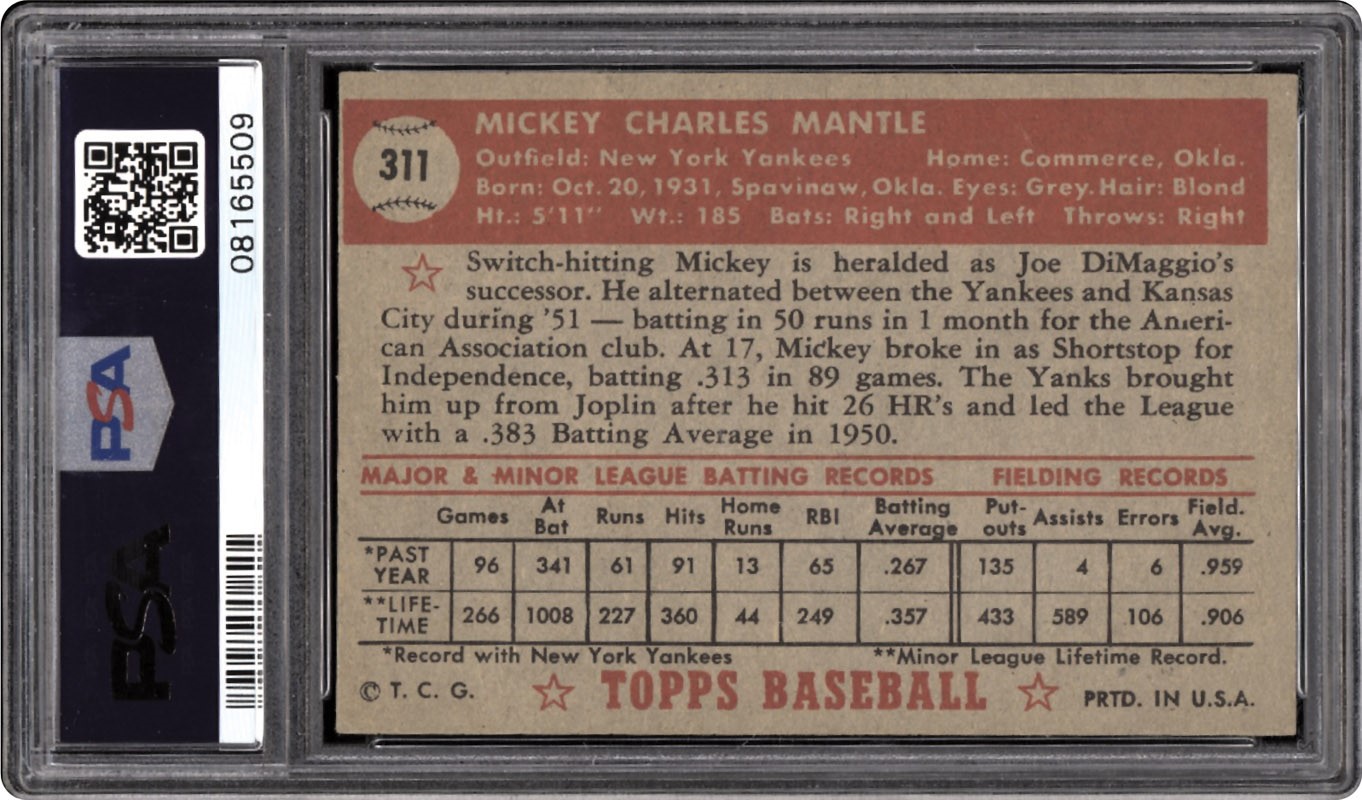 08165509
PSA
PSA
311
MICKEY CHARLES MANTLE
Outfield: New York Yankees Home: Commerce, Okla.
Born: Oct. 20, 1931, Spavinaw, Okla. Eyes: Grey. Hair: Blond
Ht.: 5'11" Wt.: 185 Bats: Right and Left Throws: Right
Switch-hitting Mickey is heralded as Joe DiMaggio's
successor. He alternated between the Yankees and Kansas
City during '51 — batting in 50 runs in 1 month for the Ameri-
can Association club. At 17, Mickey broke in as Shortstop for
Independence, batting .313 in 89 games. The Yanks brought
him up from Joplin after he hit 26 HR's and led the League
with a .383 Batting Average in 1950.
MAJOR & MINOR LEAGUE BATTING RECORDS FIELDING RECORDS
Games At Bat Runs Hits Home Runs RBI Batting Average Put-outs Assists Errors Field. Avg.
*PAST YEAR 96 341 61 91 13 65 .267 135 4 6 .959
**LIFE-TIME 266 1008 227 360 44 249 .357 433 589 106 .906
*Record with New York Yankees **Minor League Lifetime Record.
© T. C. G. TOPPS BASEBALL PRTD. IN U.S.A.